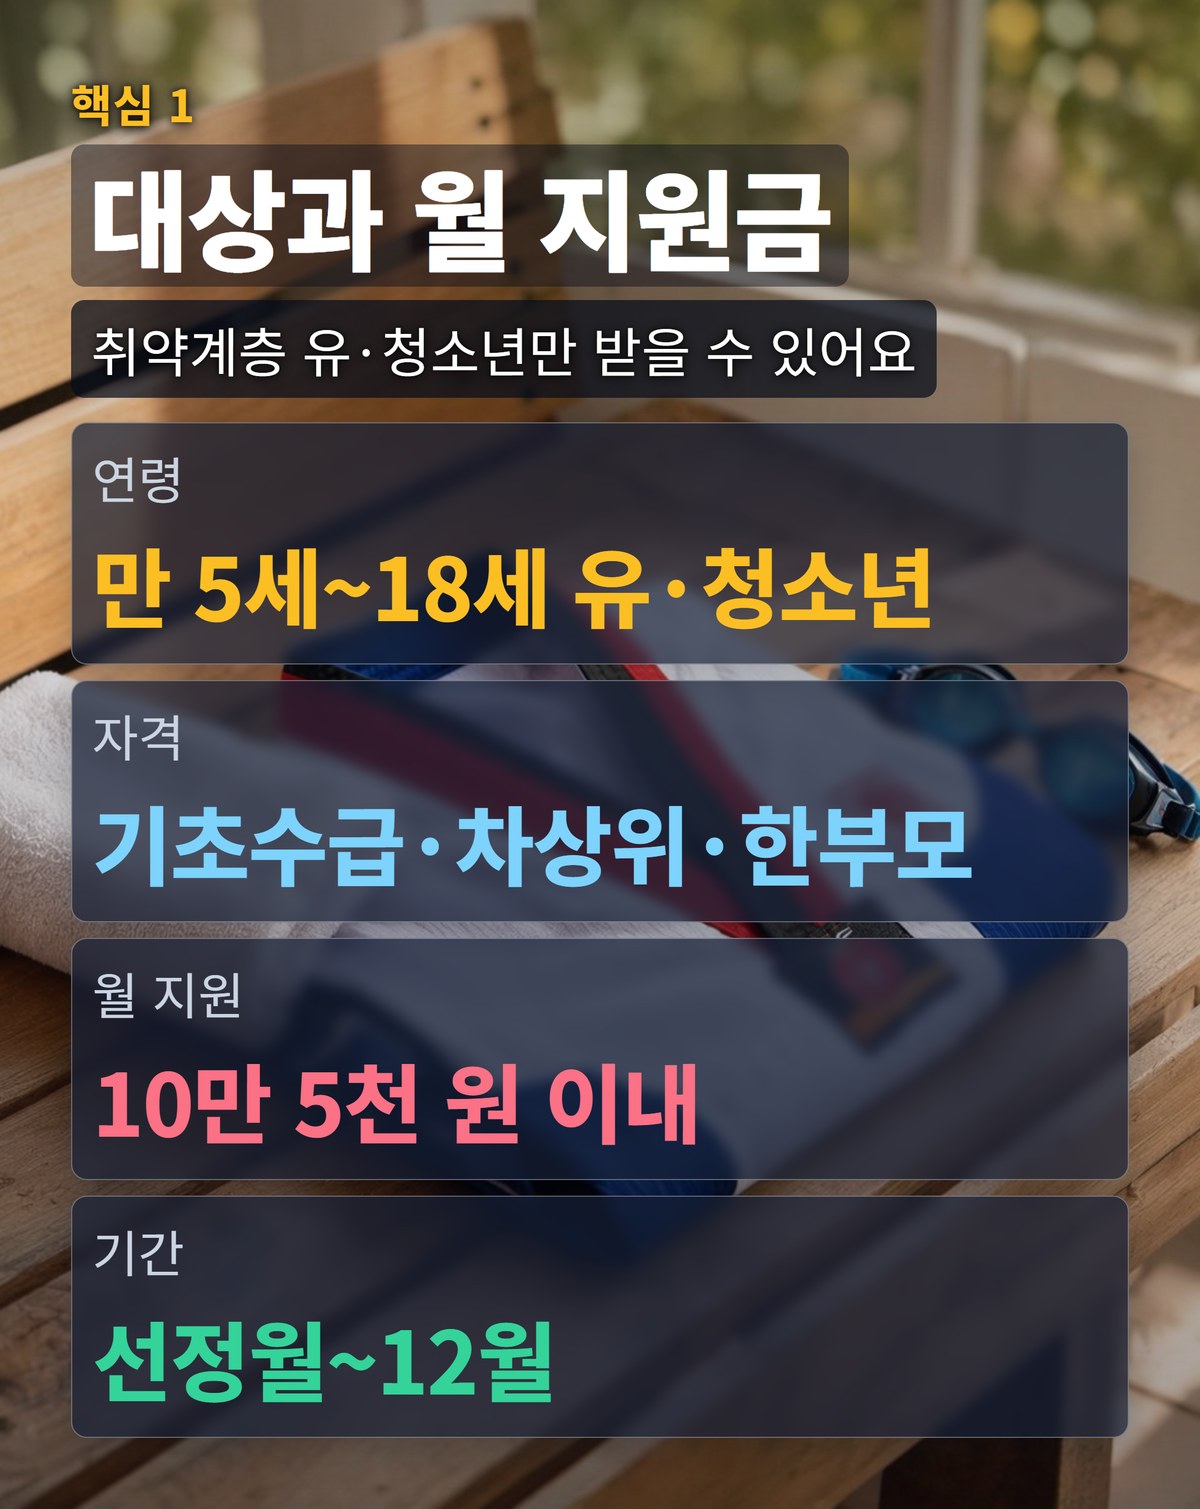 핵심 1
대상과 월 지원금
취약계층 유·청소년만 받을 수 있어요
연령
만 5세~18세 유·청소년
자격
기초수급·차상위·한부모
월 지원
10만 5천 원 이내
기간
선정월~12월